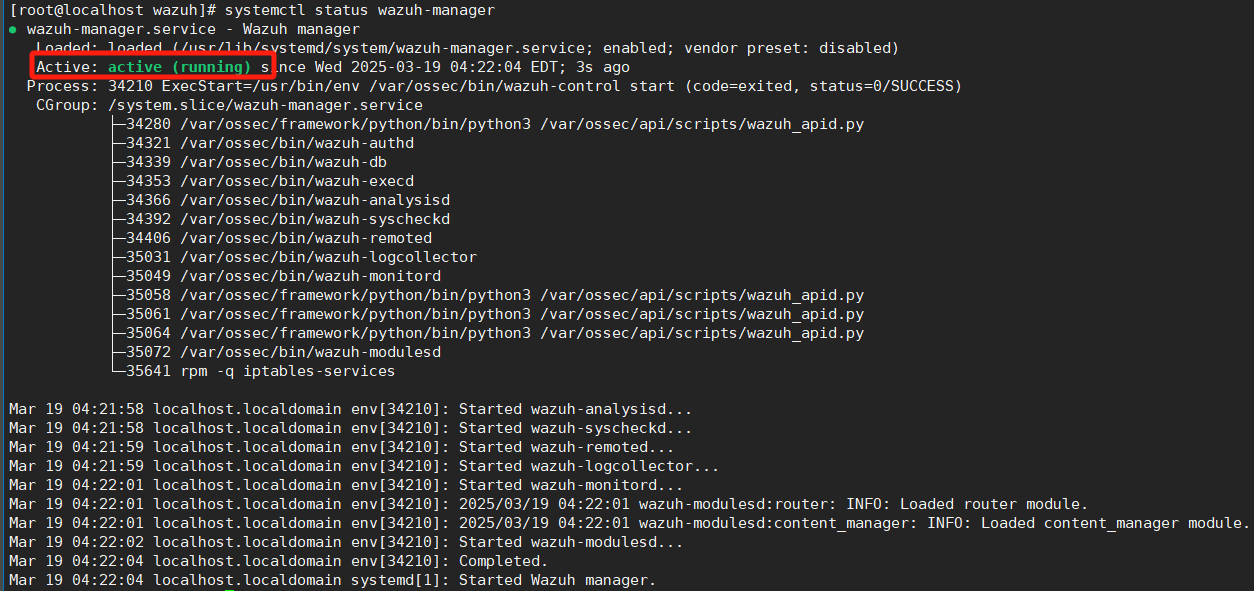 [root@localhost wazuh]# systemctl status wazuh-manager
● wazuh-manager.service - Wazuh manager
   Loaded: loaded (/usr/lib/systemd/system/wazuh-manager.service; enabled; vendor preset: disabled)
   Active: active (running) since Wed 2025-03-19 04:22:04 EDT; 3s ago
  Process: 34210 ExecStart=/usr/bin/env /var/ossec/bin/wazuh-control start (code=exited, status=0/SUCCESS)
   CGroup: /system.slice/wazuh-manager.service
           ├─34280 /var/ossec/framework/python/bin/python3 /var/ossec/api/scripts/wazuh_apid.py
           ├─34321 /var/ossec/bin/wazuh-authd
           ├─34339 /var/ossec/bin/wazuh-db
           ├─34353 /var/ossec/bin/wazuh-execd
           ├─34366 /var/ossec/bin/wazuh-analysisd
           ├─34392 /var/ossec/bin/wazuh-syscheckd
           ├─34406 /var/ossec/bin/wazuh-remoted
           ├─35031 /var/ossec/bin/wazuh-logcollector
           ├─35049 /var/ossec/bin/wazuh-monitord
           ├─35058 /var/ossec/framework/python/bin/python3 /var/ossec/api/scripts/wazuh_apid.py
           ├─35061 /var/ossec/framework/python/bin/python3 /var/ossec/api/scripts/wazuh_apid.py
           ├─35064 /var/ossec/framework/python/bin/python3 /var/ossec/api/scripts/wazuh_apid.py
           ├─35072 /var/ossec/bin/wazuh-modulesd
           └─35641 rpm -q iptables-services

Mar 19 04:21:58 localhost.localdomain env[34210]: Started wazuh-analysisd...
Mar 19 04:21:58 localhost.localdomain env[34210]: Started wazuh-syscheckd...
Mar 19 04:21:59 localhost.localdomain env[34210]: Started wazuh-remoted...
Mar 19 04:21:59 localhost.localdomain env[34210]: Started wazuh-logcollector...
Mar 19 04:22:01 localhost.localdomain env[34210]: Started wazuh-monitord...
Mar 19 04:22:01 localhost.localdomain env[34210]: 2025/03/19 04:22:01 wazuh-modulesd:router: INFO: Loaded router module.
Mar 19 04:22:01 localhost.localdomain env[34210]: 2025/03/19 04:22:01 wazuh-modulesd:content_manager: INFO: Loaded content_manager module.
Mar 19 04:22:02 localhost.localdomain env[34210]: Started wazuh-modulesd...
Mar 19 04:22:04 localhost.localdomain env[34210]: Completed.
Mar 19 04:22:04 localhost.localdomain systemd[1]: Started Wazuh manager.